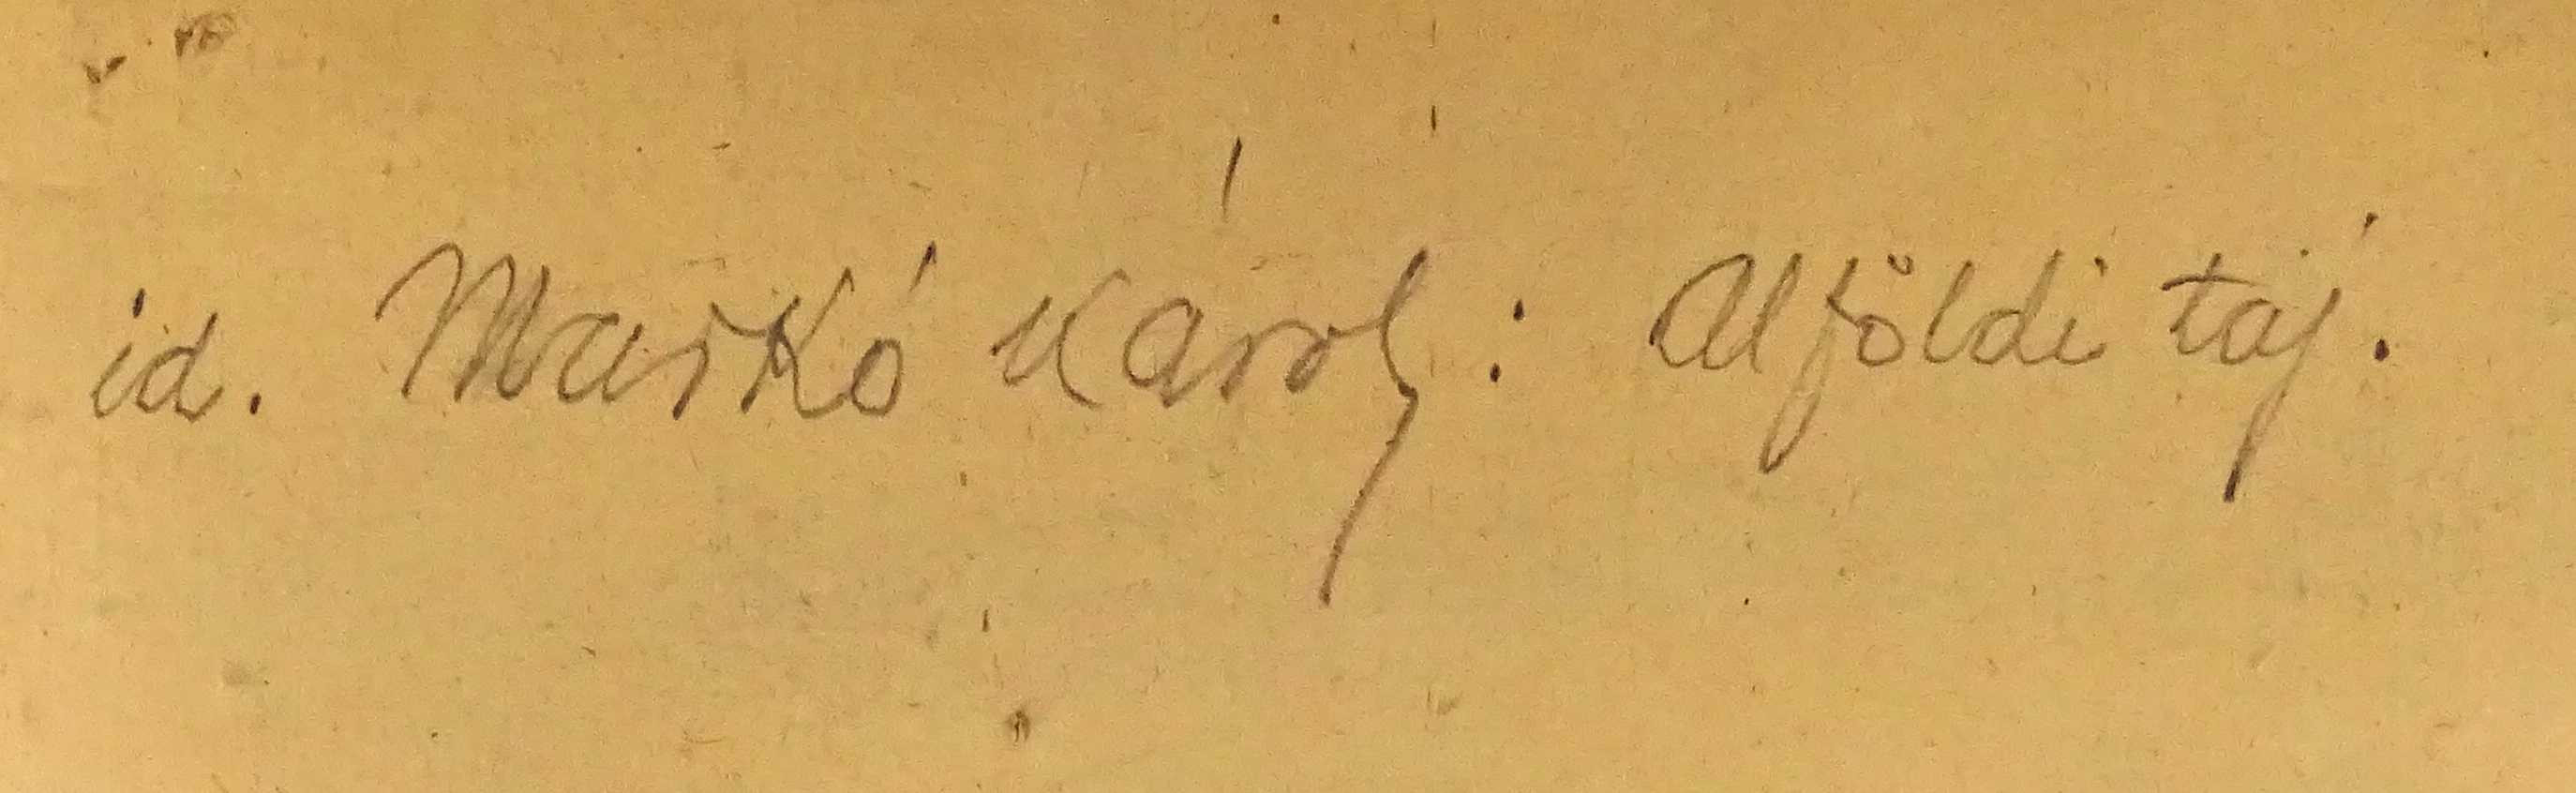 id. Markó Károly: Alföldi táj.